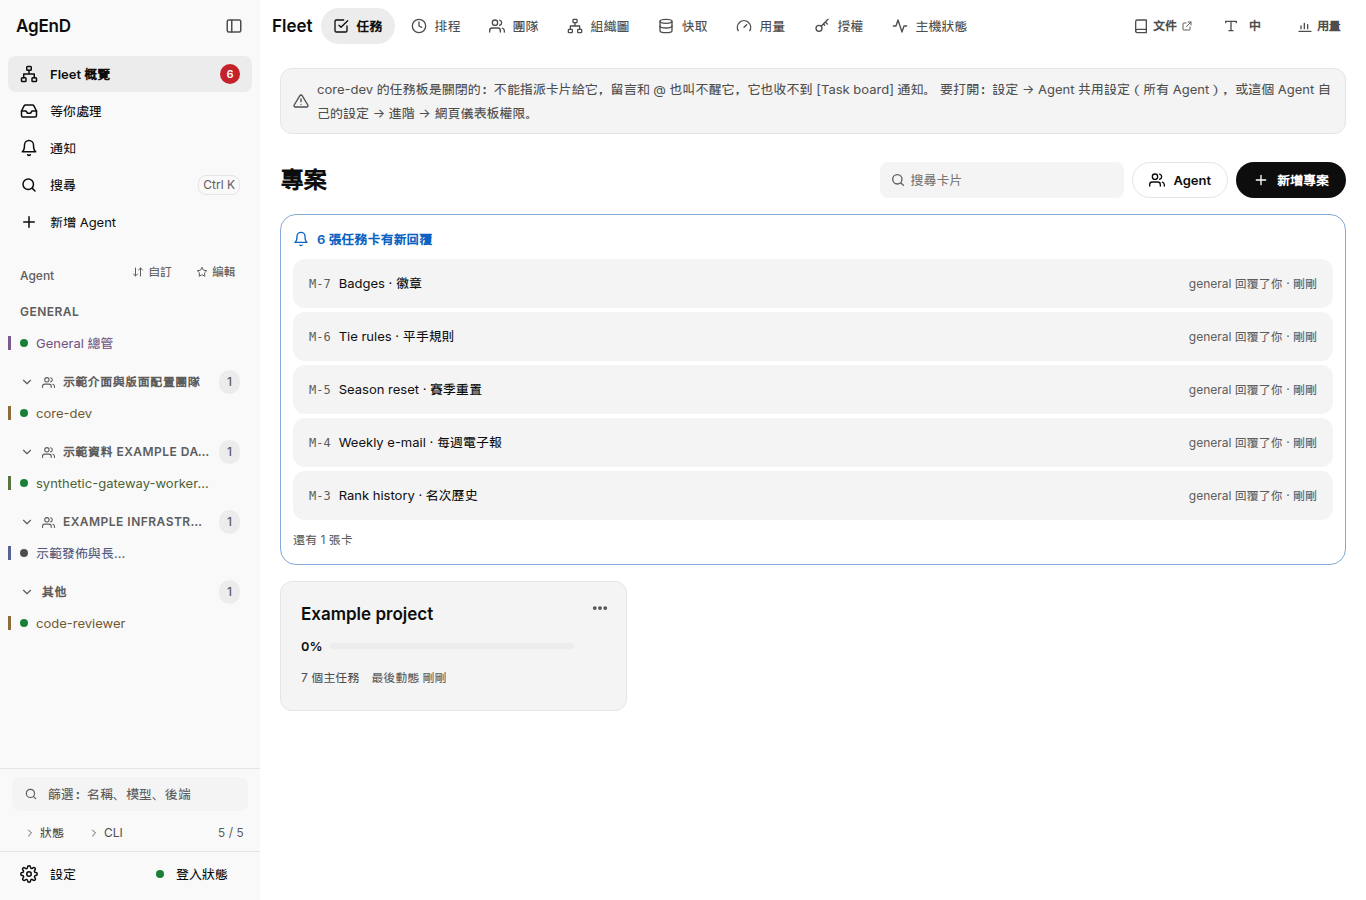 AgEnD
Fleet 概覽 6
等你處理
通知
搜尋 Ctrl K
新增 Agent
Agent 自訂 編輯
GENERAL
General 總管
示範介面與版面配置團隊 1
core-dev
示範資料 EXAMPLE DA... 1
synthetic-gateway-worker...
EXAMPLE INFRASTR... 1
示範發佈與長...
其他 1
code-reviewer
篩選：名稱、模型、後端
狀態 CLI 5 / 5
設定 登入狀態
Fleet 任務 排程 團隊 組織圖 快取 用量 授權 主機狀態 文件 中 用量
core-dev 的任務板是關閉的：不能指派卡片給它，留言和 @ 也叫不醒它，它也收不到 [Task board] 通知。 要打開：設定 → Agent 共用設定（所有 Agent），或這個 Agent 自
己的設定 → 進階 → 網頁儀表板權限。
專案 搜尋卡片 Agent 新增專案
6 張任務卡有新回覆
M-7 Badges · 徽章 general 回覆了你 · 剛剛
M-6 Tie rules · 平手規則 general 回覆了你 · 剛剛
M-5 Season reset · 賽季重置 general 回覆了你 · 剛剛
M-4 Weekly e-mail · 每週電子報 general 回覆了你 · 剛剛
M-3 Rank history · 名次歷史 general 回覆了你 · 剛剛
還有 1 張卡
Example project
0%
7 個主任務 最後動態 剛剛